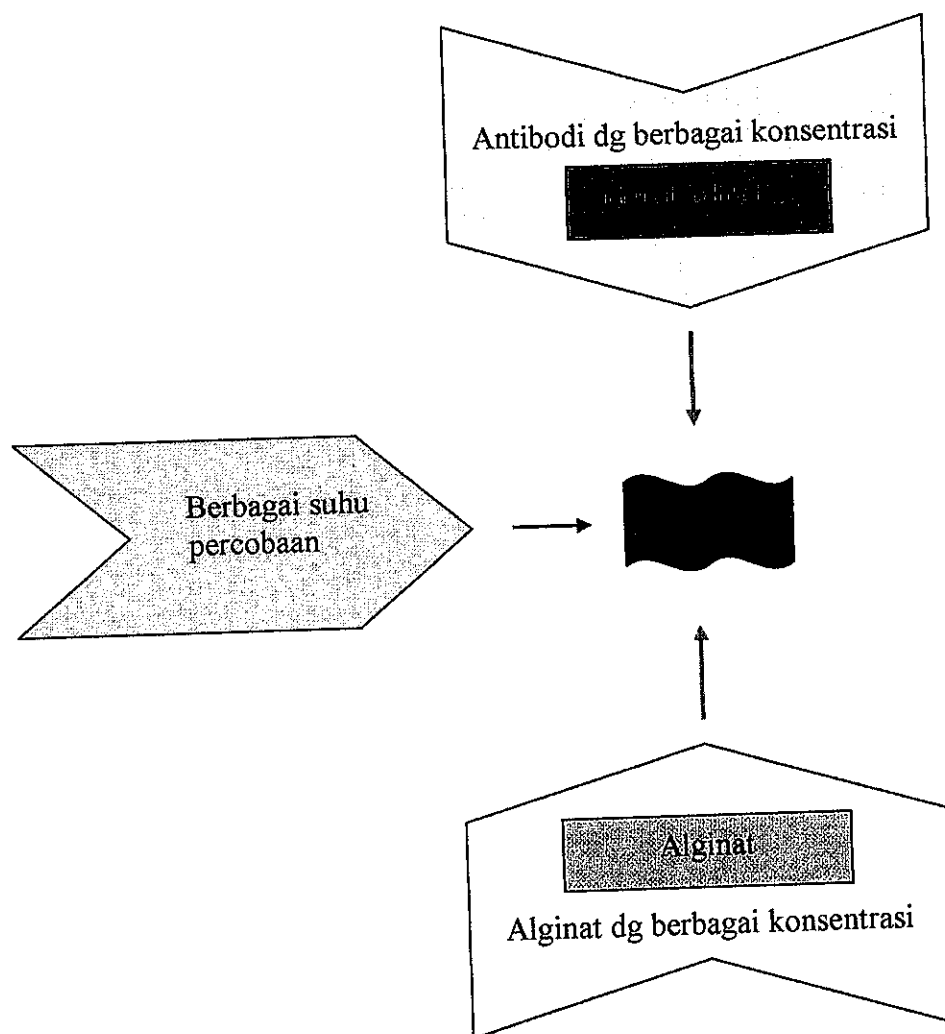 Antibodi dg berbagai konsentrasi
Berbagai suhu
percobaan
Alginat
Alginat dg berbagai konsentrasi